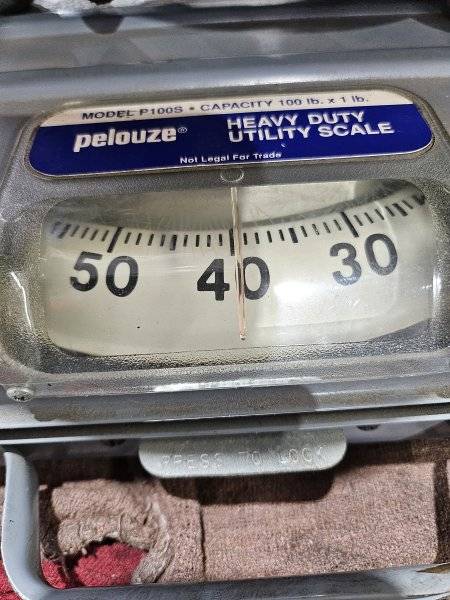 MODEL P100S • CAPACITY 100 lb. x 1 lb.
pelouze® HEAVY DUTY
UTILITY SCALE
Not Legal For Trade
50 40 30
PRESS TO LOCK